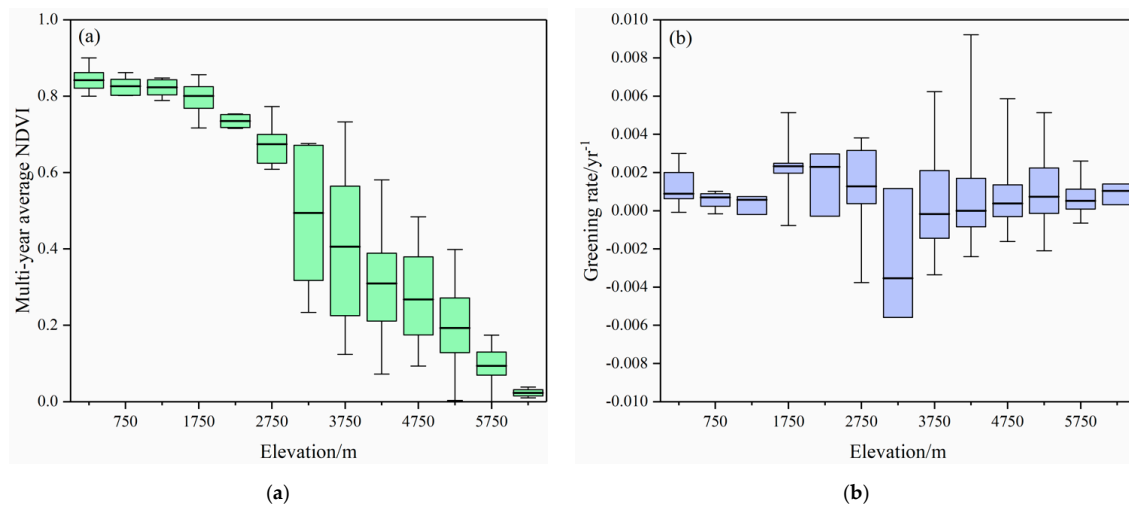 (a)
1.0
0.8
0.6
0.4
0.2
0.0
Multi-year average NDVI
750 1750 2750 3750 4750 5750
Elevation/m
(a)
(b)
0.010
0.008
0.006
0.004
0.002
0.000
-0.002
-0.004
-0.006
-0.008
-0.010
Greening rate/yr⁻¹
750 1750 2750 3750 4750 5750
Elevation/m
(b)